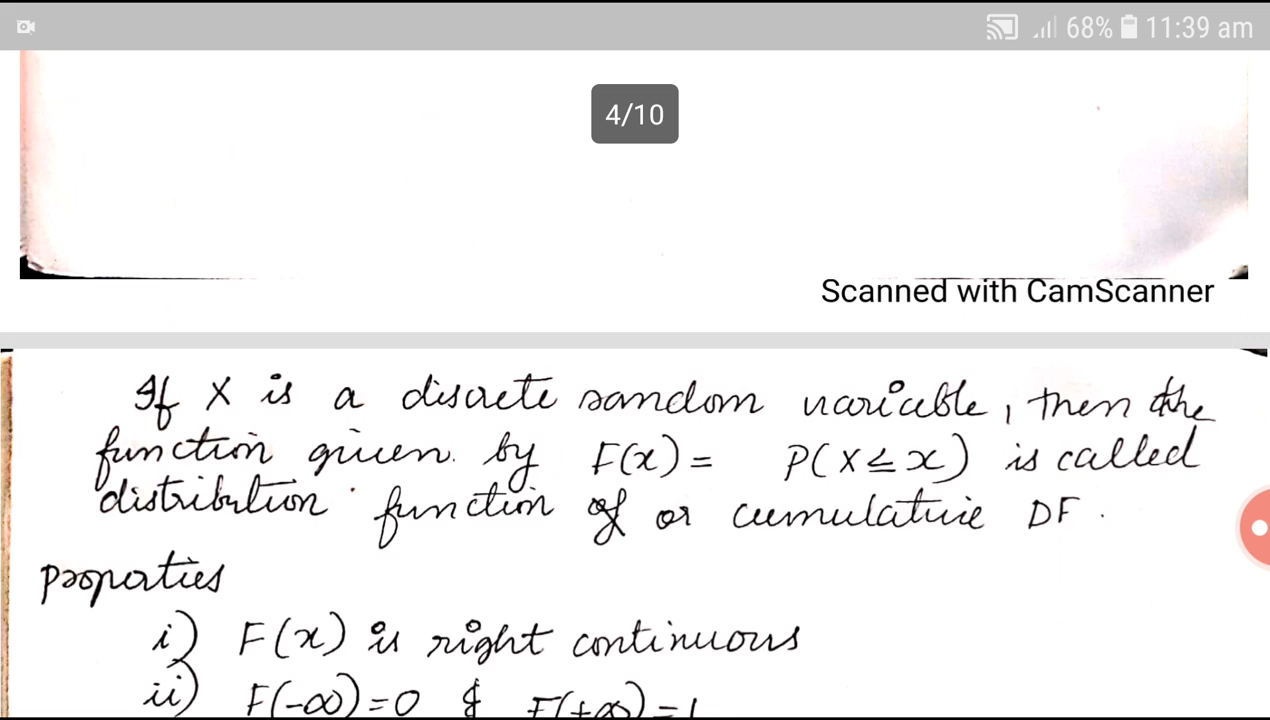 68% 11:39 am
4/10
Scanned with CamScanner
If X is a discrete random variable, then the
function given by F(x) = P(X ≤ x) is called
distribution function of or cumulative DF.
Properties
i) F(x) is right continuous
ii) F(-∞) = 0 & F(+∞) = 1